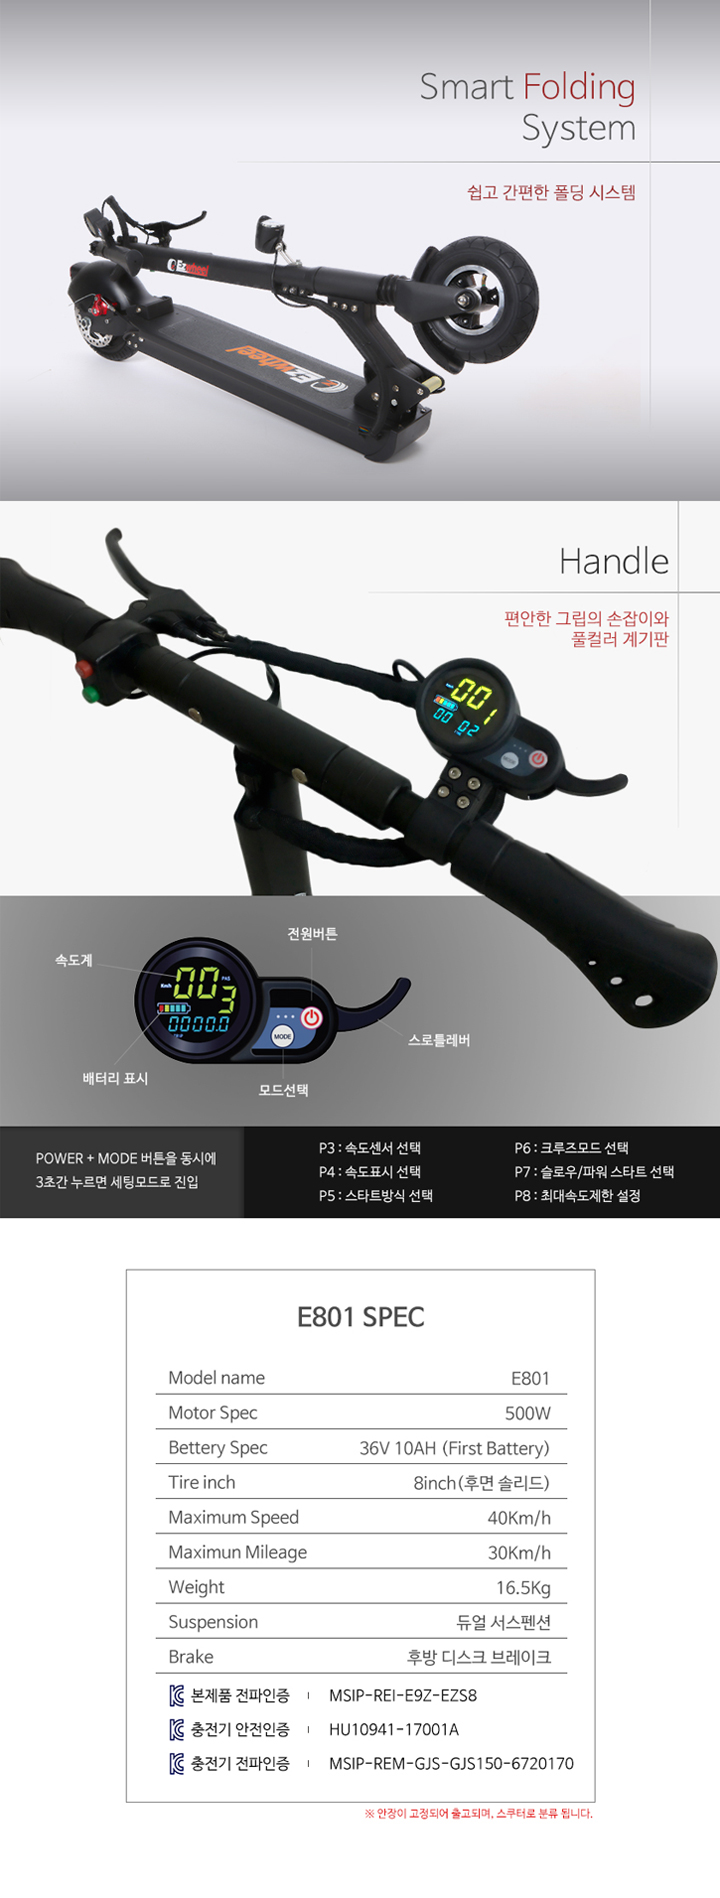 Smart Folding
System
쉽고 간편한 폴딩 시스템
Ezwheel
Ezwheel
Handle
편안한 그립의 손잡이와
풀컬러 계기판
001
00 02
MODE
전원버튼
속도계
Kmh
003
PAS
0000.0
MODE
스로틀레버
배터리 표시
모드선택
POWER + MODE 버튼을 동시에
3초간 누르면 세팅모드로 진입
P3 : 속도센서 선택
P4 : 속도표시 선택
P5 : 스타트방식 선택
P6 : 크루즈모드 선택
P7 : 슬로우/파워 스타트 선택
P8 : 최대속도제한 설정
E801 SPEC
Model name E801
Motor Spec 500W
Bettery Spec 36V 10AH (First Battery)
Tire inch 8inch(후면 솔리드)
Maximum Speed 40Km/h
Maximun Mileage 30Km/h
Weight 16.5Kg
Suspension 듀얼 서스펜션
Brake 후방 디스크 브레이크
본제품 전파인증 | MSIP-REI-E9Z-EZS8
충전기 안전인증 | HU10941-17001A
충전기 전파인증 | MSIP-REM-GJS-GJS150-6720170
※ 안장이 고정되어 출고되며, 스쿠터로 분류 됩니다.